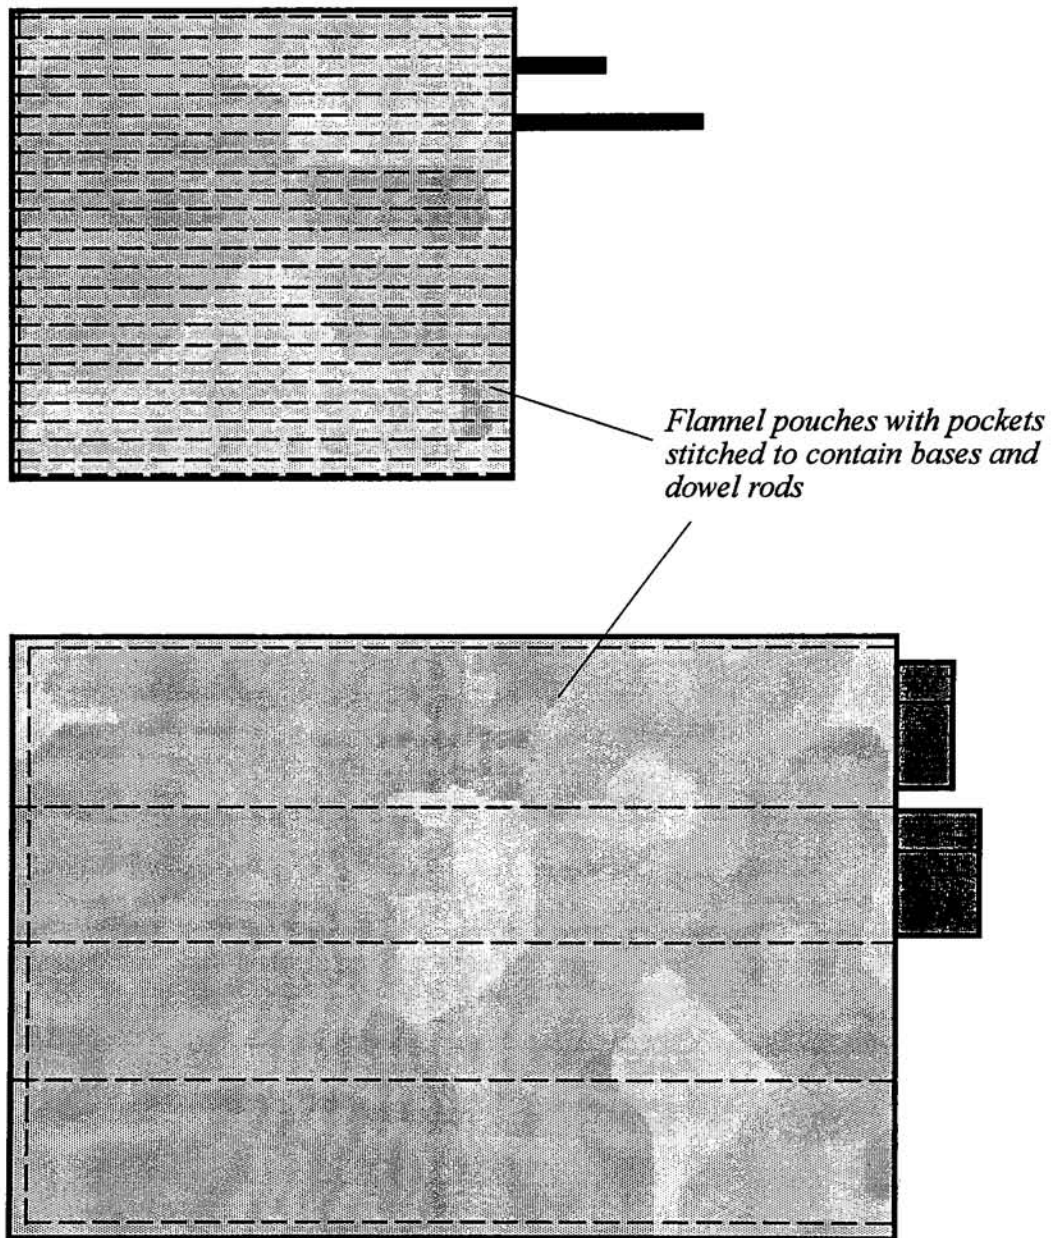 Flannel pouches with pockets
stitched to contain bases and
dowel rods